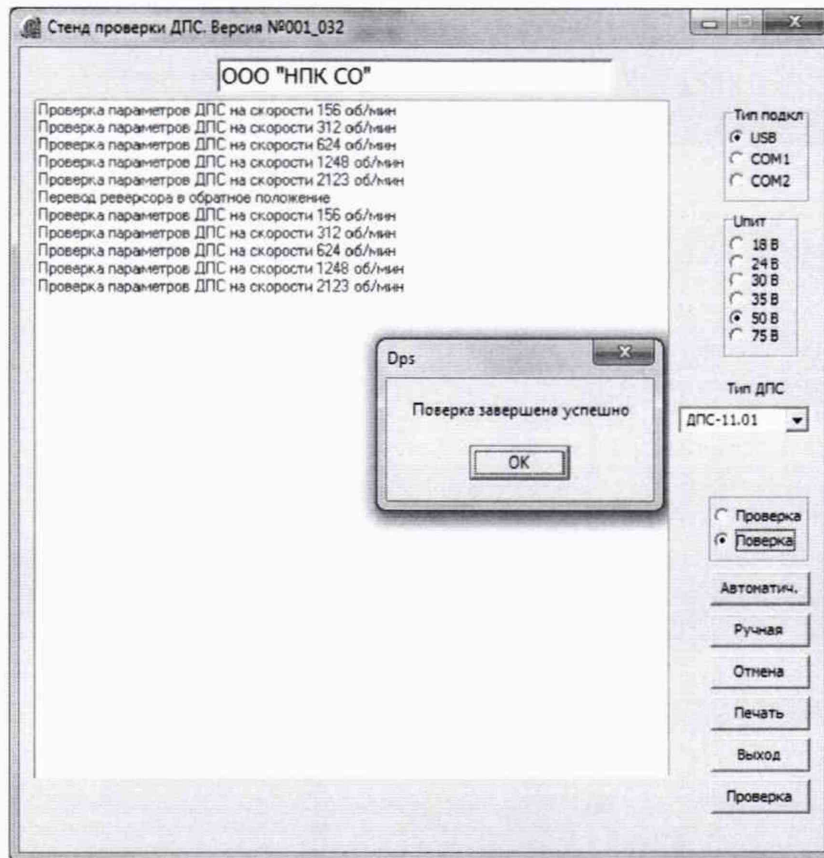 Стенд проверки ДПС. Версия №001_032
ООО "НПК СО"
Проверка параметров ДПС на скорости 156 об/мин
Проверка параметров ДПС на скорости 312 об/мин
Проверка параметров ДПС на скорости 624 об/мин
Проверка параметров ДПС на скорости 1248 об/мин
Проверка параметров ДПС на скорости 2123 об/мин
Перевод реверсора в обратное положение
Проверка параметров ДПС на скорости 156 об/мин
Проверка параметров ДПС на скорости 312 об/мин
Проверка параметров ДПС на скорости 624 об/мин
Проверка параметров ДПС на скорости 1248 об/мин
Проверка параметров ДПС на скорости 2123 об/мин
Тип подкл
USB
COM1
COM2
Uпит
18 В
24 В
30 В
35 В
50 В
75 В
Dps
Поверка завершена успешно
OK
Тип ДПС
ДПС-11.01
Проверка
Поверка
Автоматич.
Ручная
Отмена
Печать
Выход
Проверка